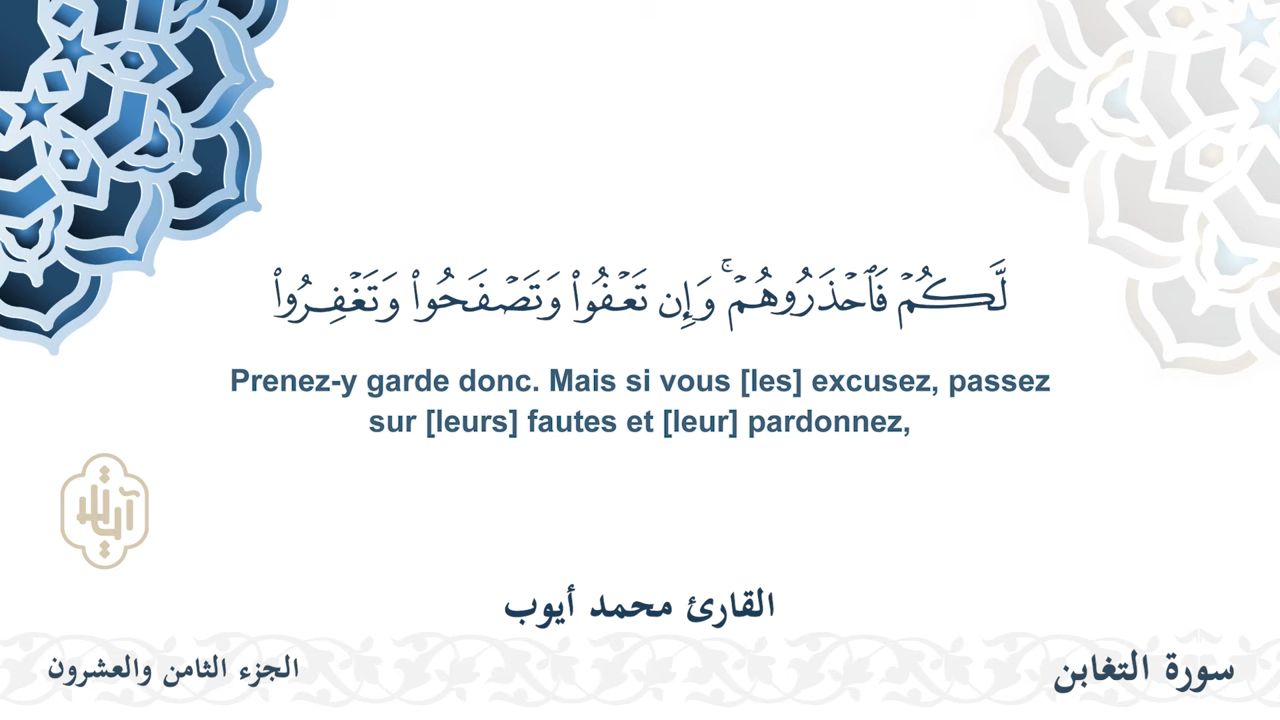 لَّكُمْ فَٱحْذَرُوهُمْ ۚ وَإِن تَعْفُوا۟ وَتَصْفَحُوا۟ وَتَغْفِرُوا۟
Prenez-y garde donc. Mais si vous [les] excusez, passez
sur [leurs] fautes et [leur] pardonnez,
القارئ محمد أيوب
سورة التغابن
الجزء الثامن والعشرون